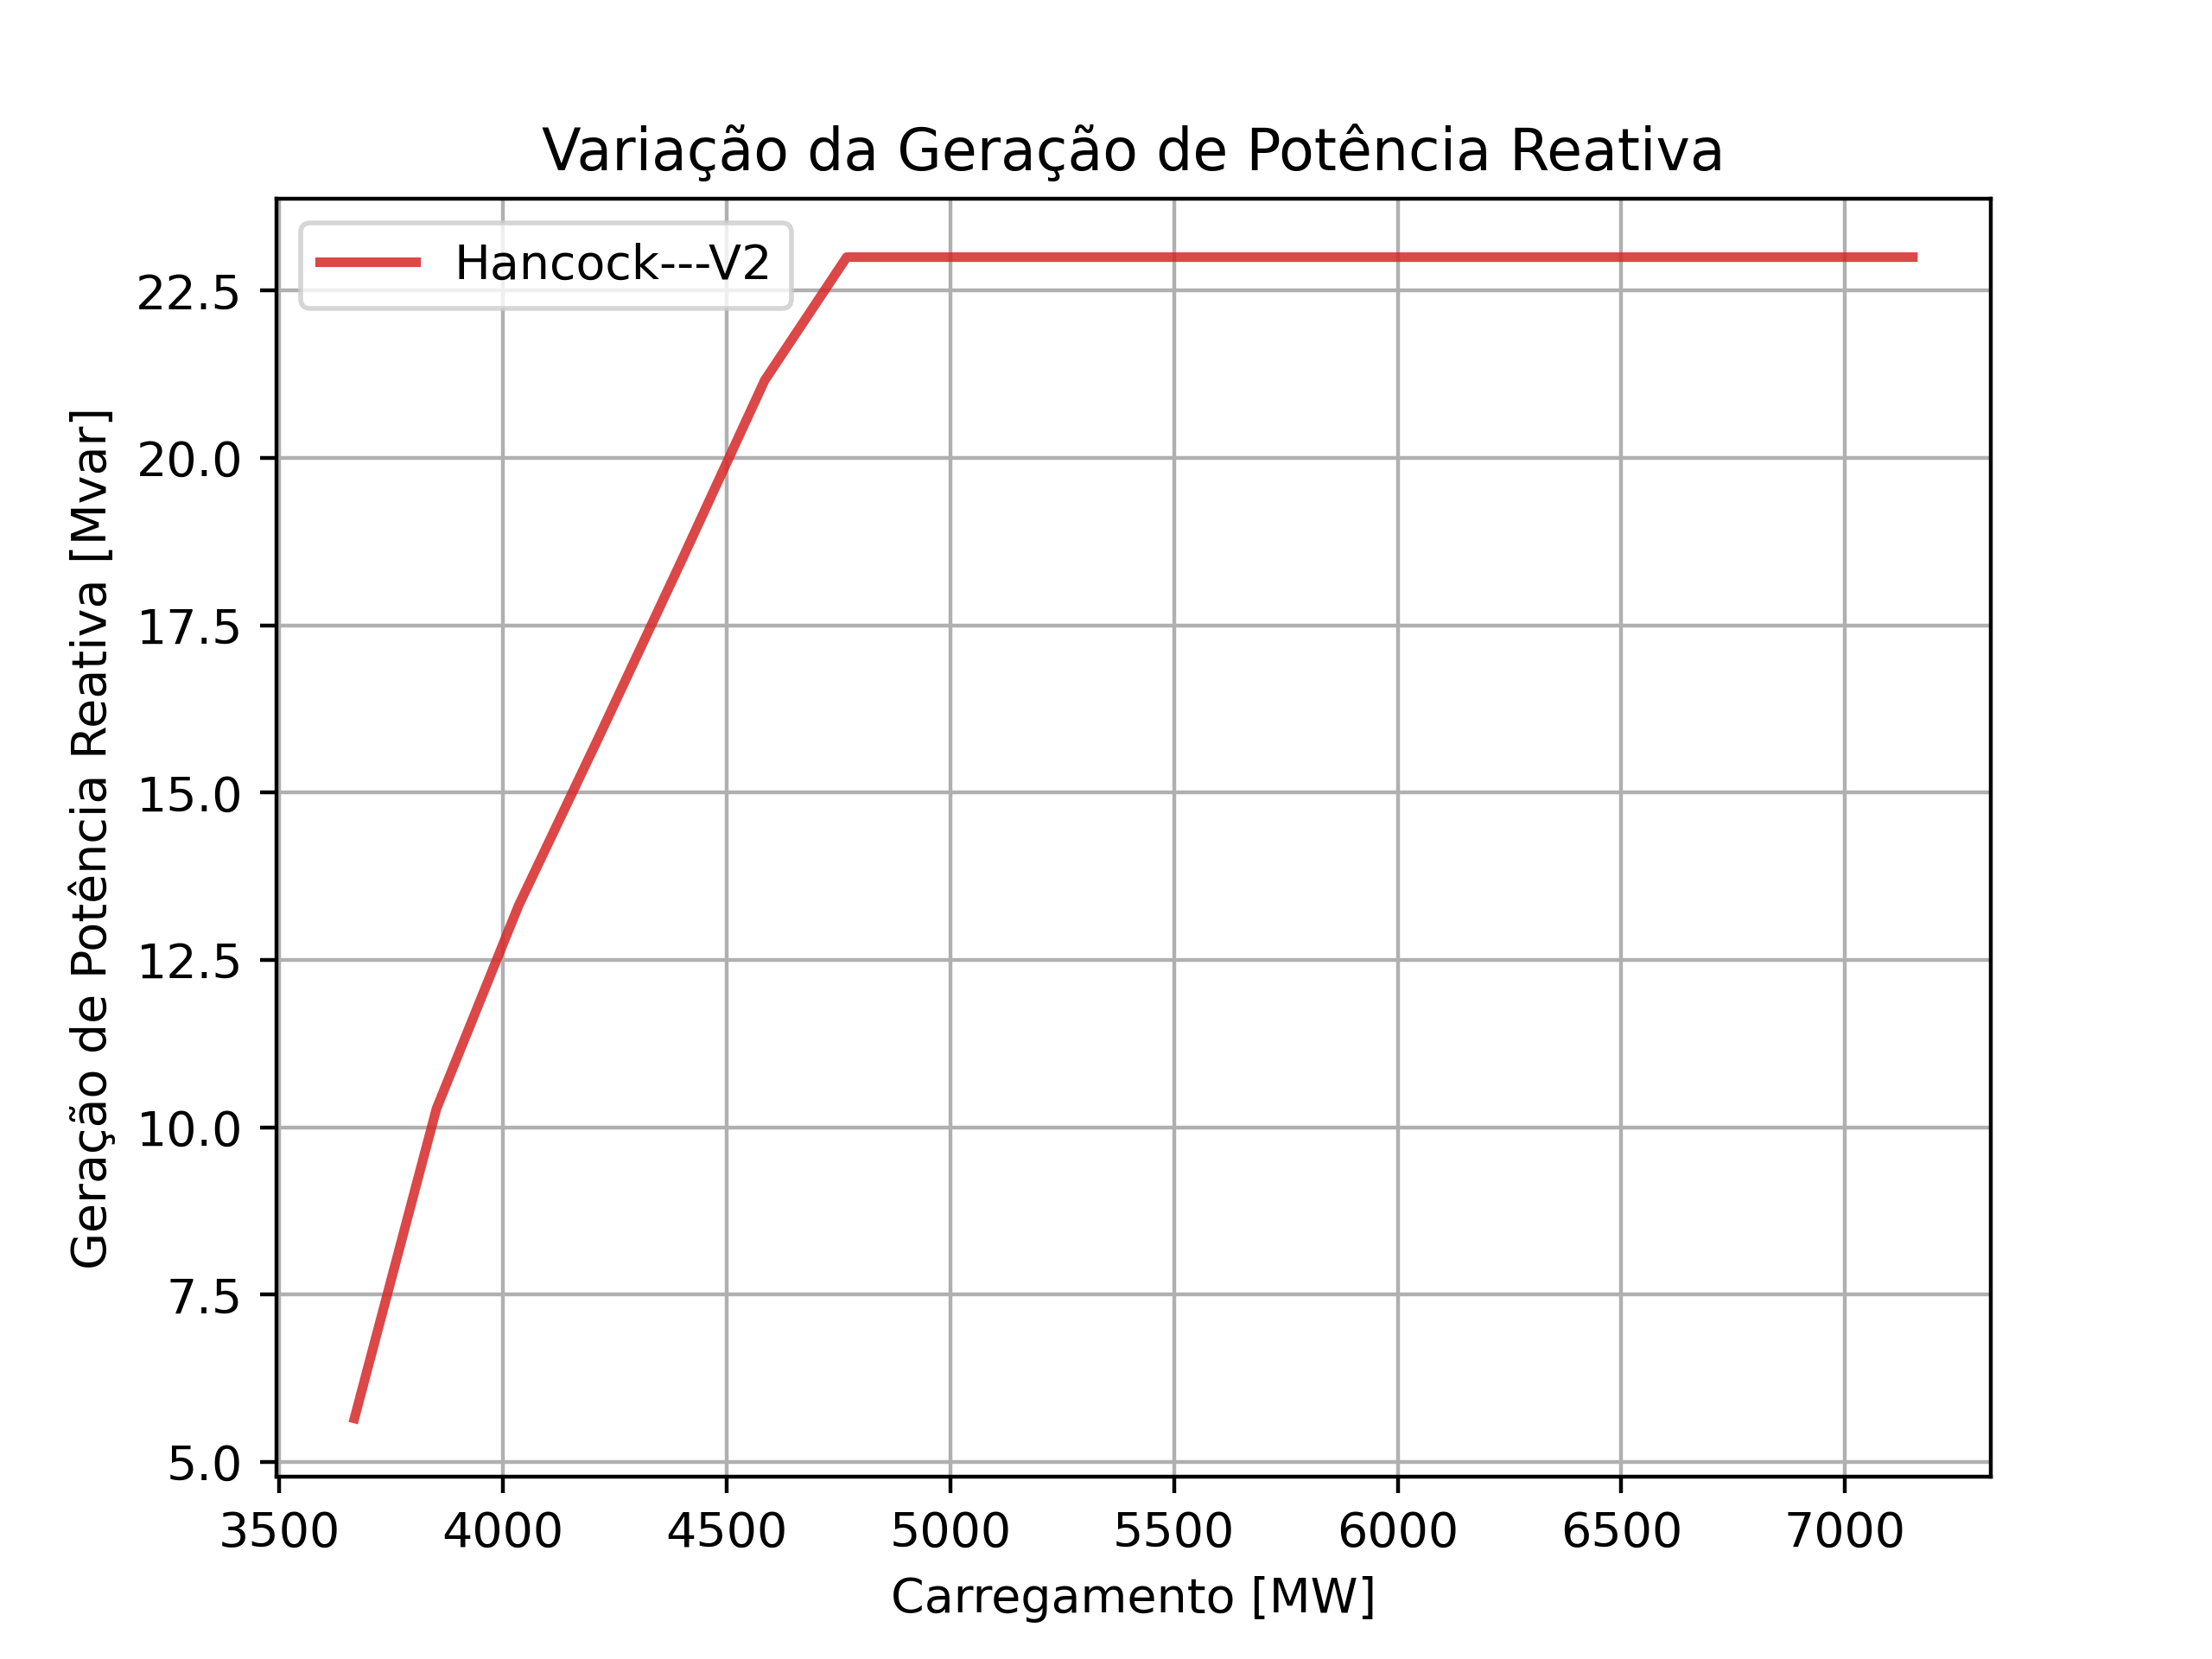 Variação da Geração de Potência Reativa
Hancock---V2
Geração de Potência Reativa [Mvar]
22.5
20.0
17.5
15.0
12.5
10.0
7.5
5.0
3500 4000 4500 5000 5500 6000 6500 7000
Carregamento [MW]